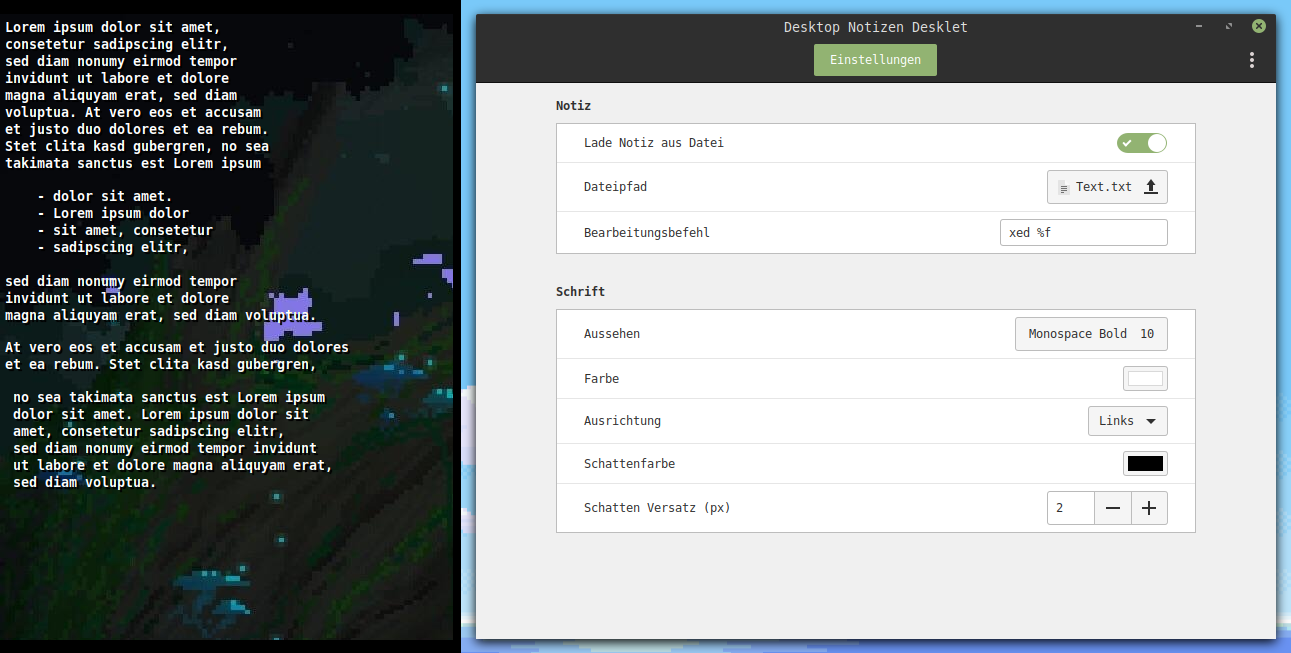 Lorem ipsum dolor sit amet,
consetetur sadipscing elitr,
sed diam nonumy eirmod tempor
invidunt ut labore et dolore
magna aliquyam erat, sed diam
voluptua. At vero eos et accusam
et justo duo dolores et ea rebum.
Stet clita kasd gubergren, no sea
takimata sanctus est Lorem ipsum
- dolor sit amet.
- Lorem ipsum dolor
- sit amet, consetetur
- sadipscing elitr,
sed diam nonumy eirmod tempor
invidunt ut labore et dolore
magna aliquyam erat, sed diam voluptua.
At vero eos et accusam et justo duo dolores
et ea rebum. Stet clita kasd gubergren,
no sea takimata sanctus est Lorem ipsum
dolor sit amet. Lorem ipsum dolor sit
amet, consetetur sadipscing elitr,
sed diam nonumy eirmod tempor invidunt
ut labore et dolore magna aliquyam erat,
sed diam voluptua.
Desktop Notizen Desklet
Einstellungen
Notiz
Lade Notiz aus Datei
Dateipfad Text.txt
Bearbeitungsbefehl xed %f
Schrift
Aussehen Monospace Bold 10
Farbe
Ausrichtung Links
Schattenfarbe
Schatten Versatz (px) 2